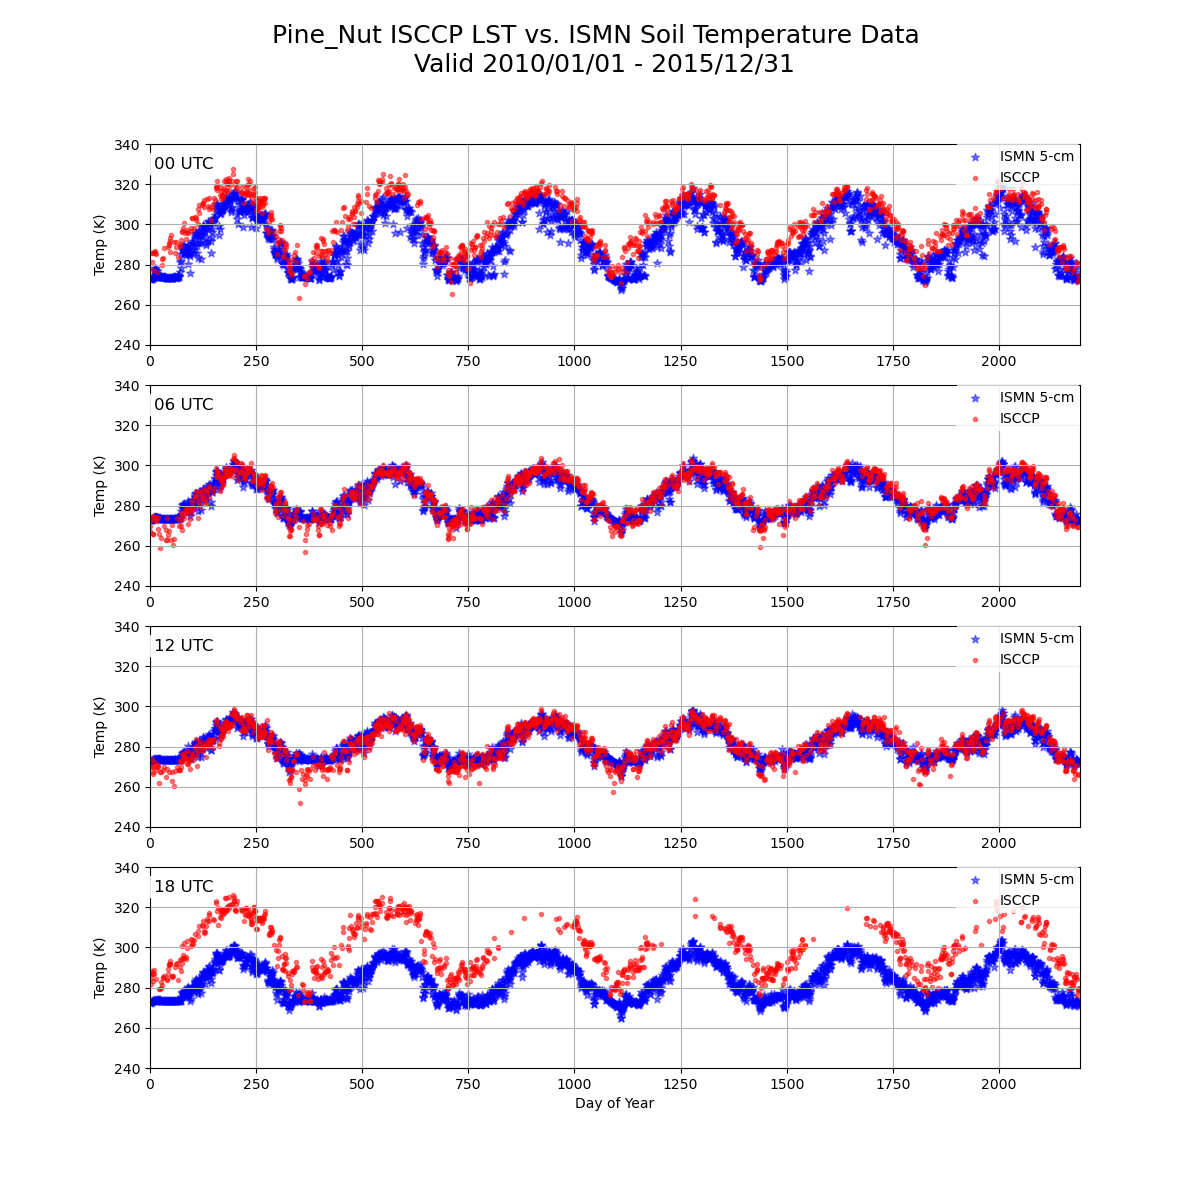 Pine_Nut ISCCP LST vs. ISMN Soil Temperature Data
Valid 2010/01/01 - 2015/12/31
340
320
300
280
260
240
Temp (K)
00 UTC
ISMN 5-cm
ISCCP
0 250 500 750 1000 1250 1500 1750 2000
340
320
300
280
260
240
Temp (K)
06 UTC
ISMN 5-cm
ISCCP
0 250 500 750 1000 1250 1500 1750 2000
340
320
300
280
260
240
Temp (K)
12 UTC
ISMN 5-cm
ISCCP
0 250 500 750 1000 1250 1500 1750 2000
340
320
300
280
260
240
Temp (K)
18 UTC
ISMN 5-cm
ISCCP
0 250 500 750 1000 1250 1500 1750 2000
Day of Year